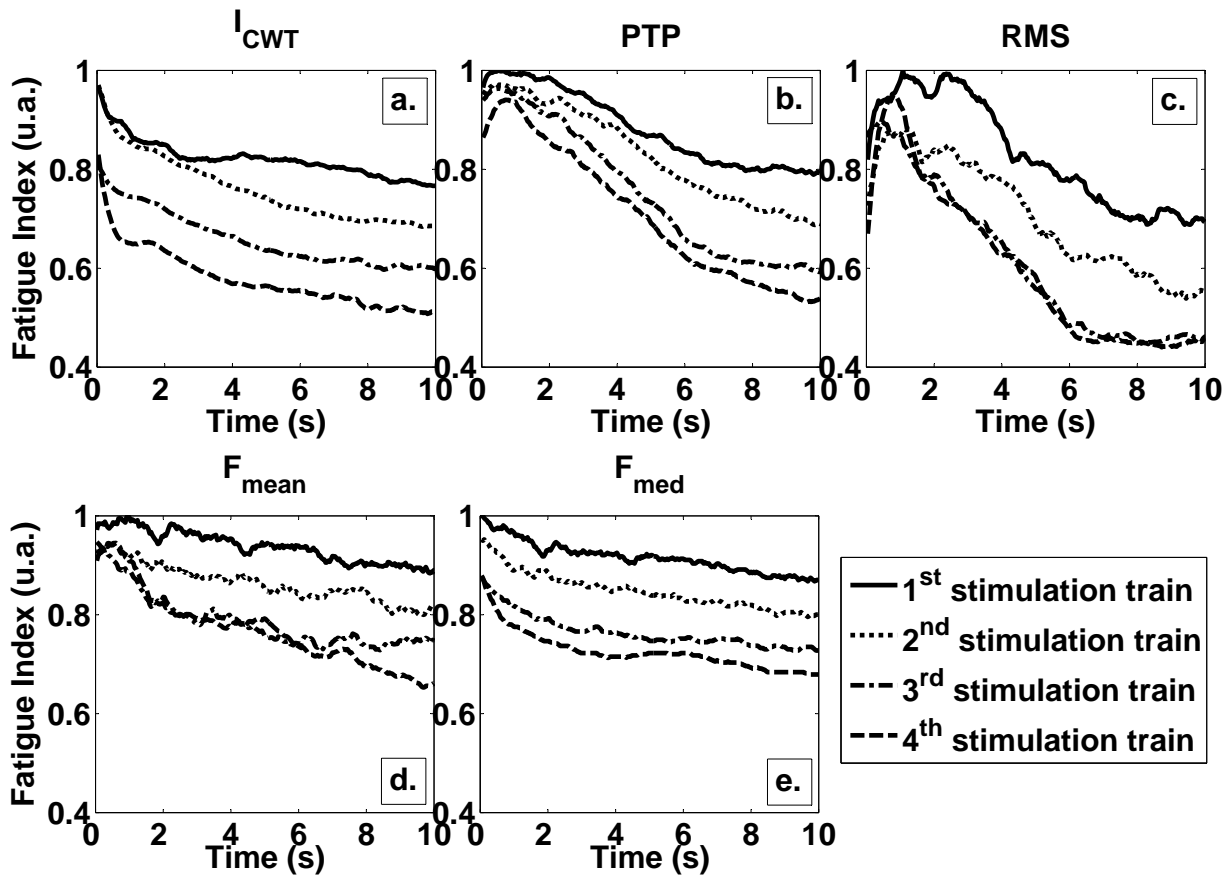 I_CWT
PTP
RMS
Fatigue Index (u.a.)
1
0.8
0.6
0.4
a.
0 2 4 6 8 10
Time (s)
1
0.8
0.6
0.4
b.
0 2 4 6 8 10
Time (s)
1
0.8
0.6
0.4
c.
0 2 4 6 8 10
Time (s)
F_mean
F_med
Fatigue Index (u.a.)
1
0.8
0.6
0.4
d.
0 2 4 6 8 10
Time (s)
1
0.8
0.6
0.4
e.
0 2 4 6 8 10
Time (s)
1st stimulation train
2nd stimulation train
3rd stimulation train
4th stimulation train